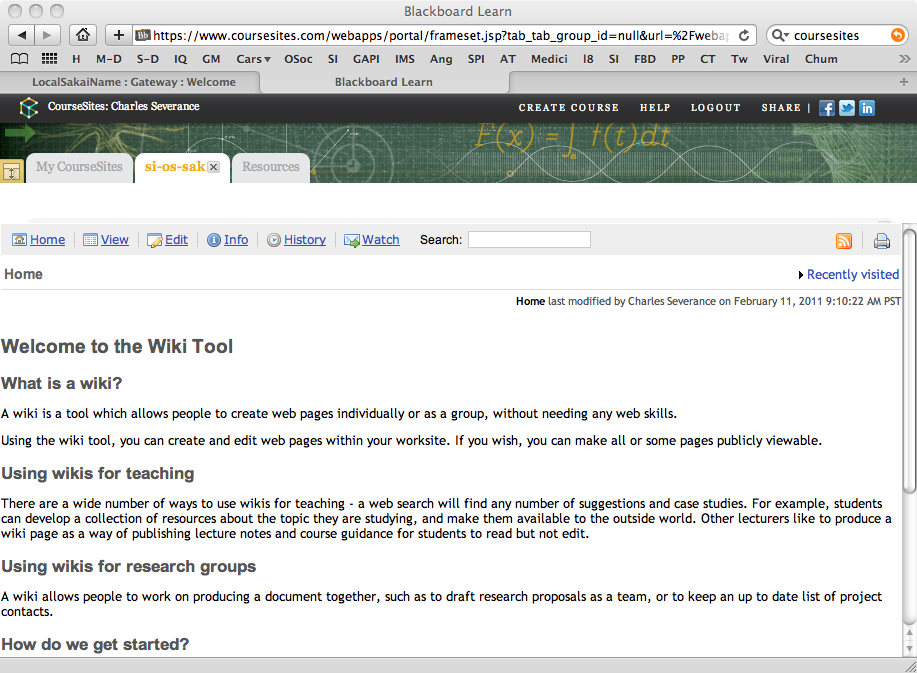 Blackboard Learn
Bb https://www.coursesites.com/webapps/portal/frameset.jsp?tab_tab_group_id=null&url=%2Fwebap
coursesites
H M-D S-D IQ GM Cars▾ OSoc SI GAPI IMS Ang SPI AT Medici I8 SI FBD PP CT Tw Viral Chum »
LocalSakaiName : Gateway : Welcome Blackboard Learn +
CourseSites: Charles Severance CREATE COURSE HELP LOGOUT SHARE |
F(x) = ∫ f(t)dt
My CourseSites si-os-sak Resources
Home View Edit Info History Watch Search:
Home Recently visited
Home last modified by Charles Severance on February 11, 2011 9:10:22 AM PST
Welcome to the Wiki Tool
What is a wiki?
A wiki is a tool which allows people to create web pages individually or as a group, without needing any web skills.
Using the wiki tool, you can create and edit web pages within your worksite. If you wish, you can make all or some pages publicly viewable.
Using wikis for teaching
There are a wide number of ways to use wikis for teaching - a web search will find any number of suggestions and case studies. For example, students
can develop a collection of resources about the topic they are studying, and make them available to the outside world. Other lecturers like to produce a
wiki page as a way of publishing lecture notes and course guidance for students to read but not edit.
Using wikis for research groups
A wiki allows people to work on producing a document together, such as to draft research proposals as a team, or to keep an up to date list of project
contacts.
How do we get started?